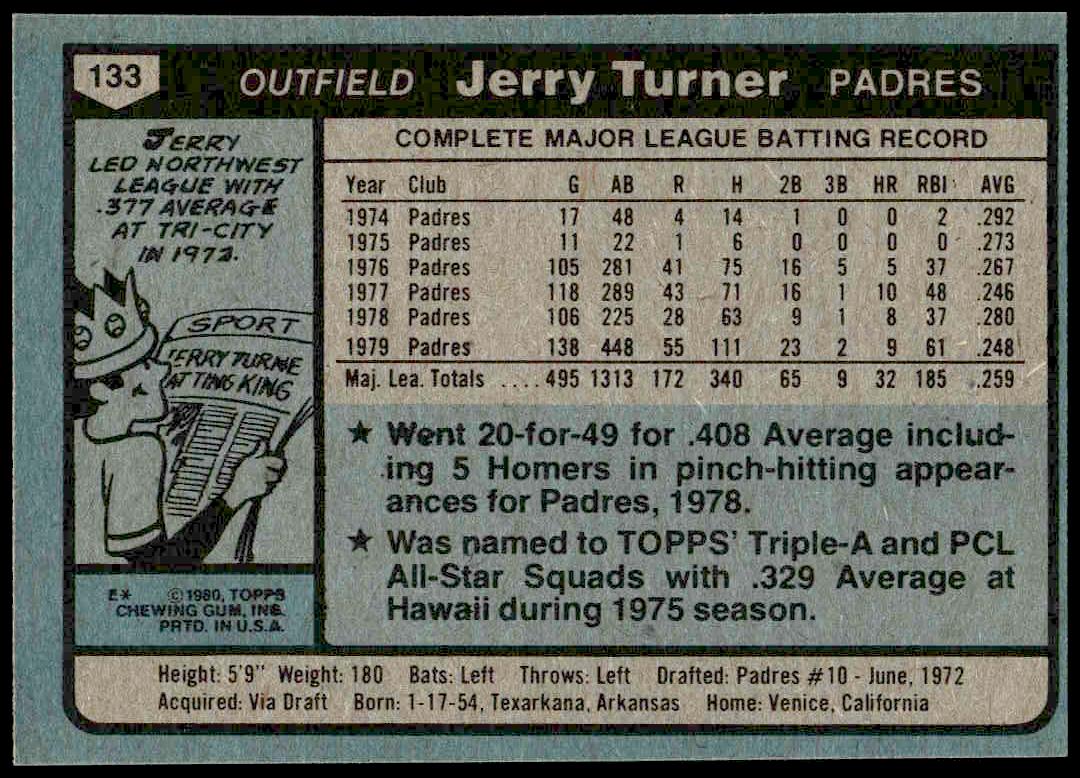 133 OUTFIELD Jerry Turner PADRES
JERRY
LED NORTHWEST
LEAGUE WITH
.377 AVERAGE
AT TRI-CITY
IN 1972.
SPORT
JERRY TURNE
ATTING KING
E* ©1980, TOPPS
CHEWING GUM, INC.
PRTD. IN U.S.A.
COMPLETE MAJOR LEAGUE BATTING RECORD
Year Club G AB R H 2B 3B HR RBI AVG
1974 Padres 17 48 4 14 1 0 0 2 .292
1975 Padres 11 22 1 6 0 0 0 0 .273
1976 Padres 105 281 41 75 16 5 5 37 .267
1977 Padres 118 289 43 71 16 1 10 48 .246
1978 Padres 106 225 28 63 9 1 8 37 .280
1979 Padres 138 448 55 111 23 2 9 61 .248
Maj. Lea. Totals ....495 1313 172 340 65 9 32 185 .259
★ Went 20-for-49 for .408 Average includ-
ing 5 Homers in pinch-hitting appear-
ances for Padres, 1978.
★ Was named to TOPPS' Triple-A and PCL
All-Star Squads with .329 Average at
Hawaii during 1975 season.
Height: 5'9" Weight: 180 Bats: Left Throws: Left Drafted: Padres #10 - June, 1972
Acquired: Via Draft Born: 1-17-54, Texarkana, Arkansas Home: Venice, California